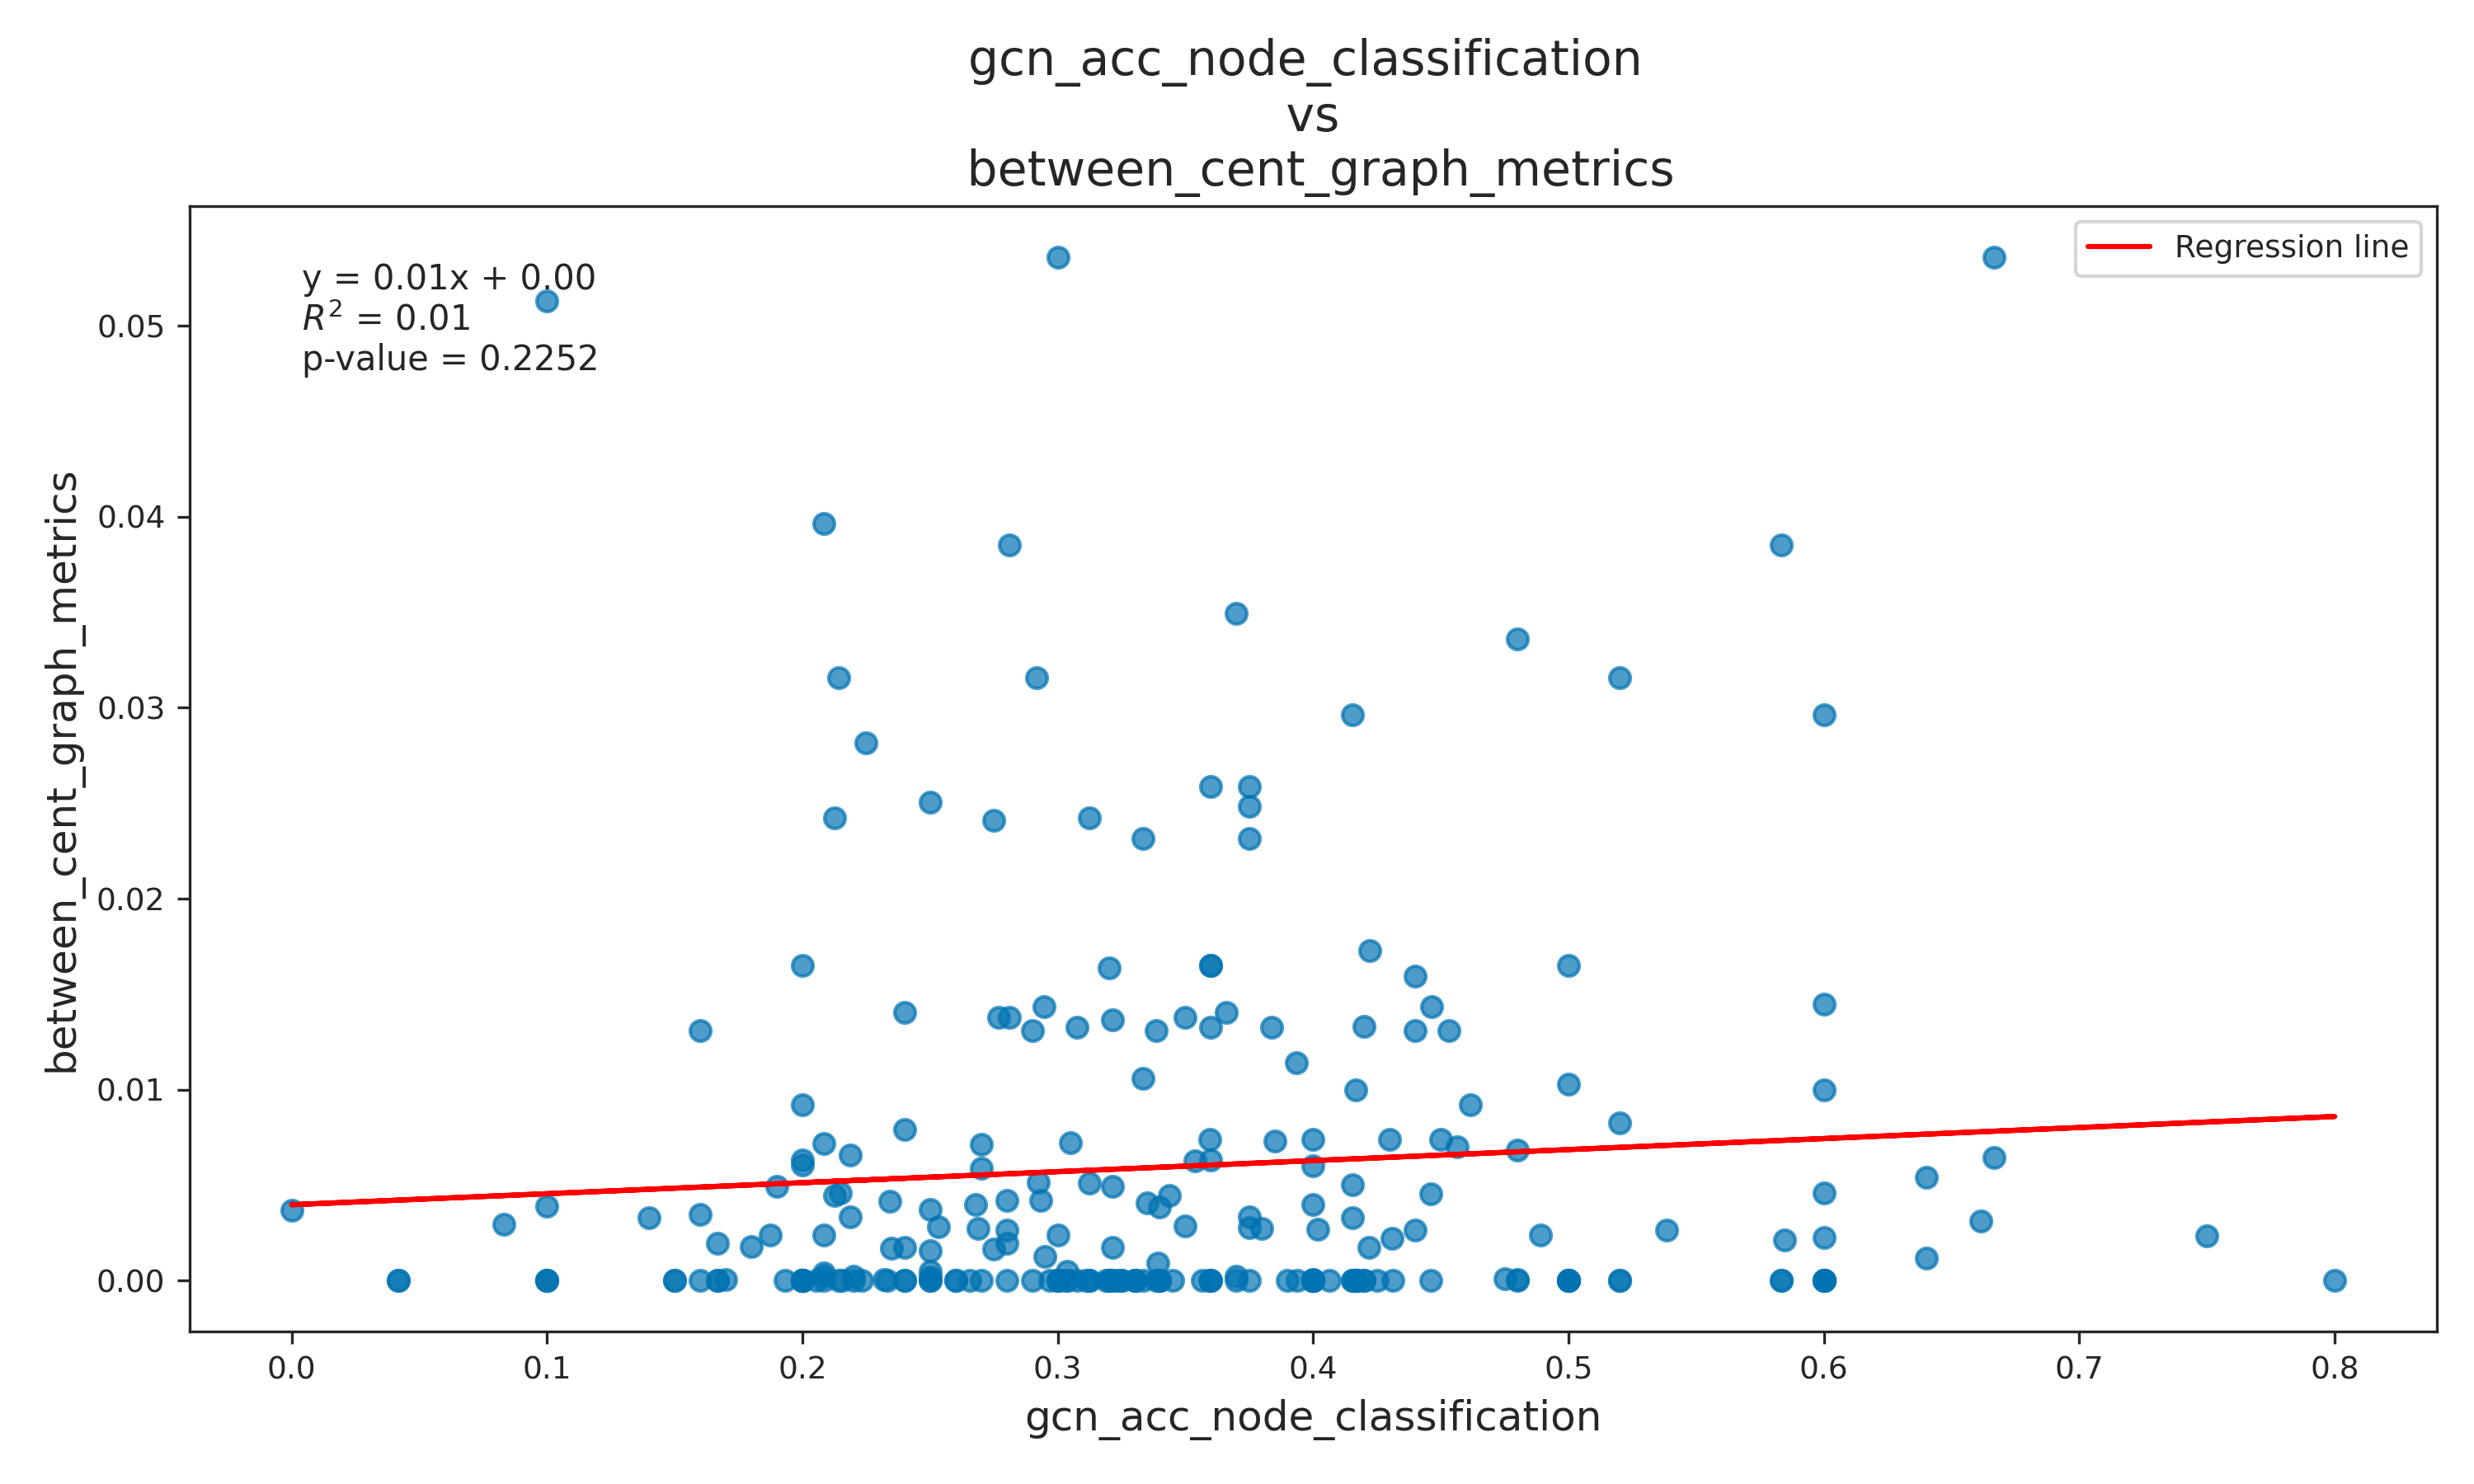 gcn_acc_node_classification
vs
between_cent_graph_metrics
Regression line
y = 0.01x + 0.00
R² = 0.01
p-value = 0.2252
between_cent_graph_metrics
0.05
0.04
0.03
0.02
0.01
0.00
0.0 0.1 0.2 0.3 0.4 0.5 0.6 0.7 0.8
gcn_acc_node_classification